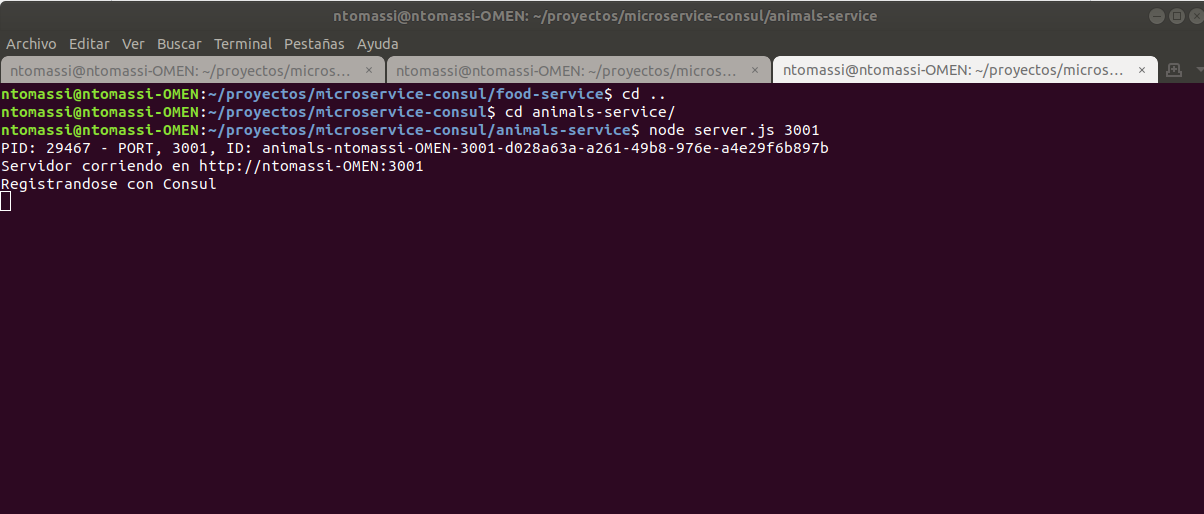 ntomassi@ntomassi-OMEN: ~/proyectos/microservice-consul/animals-service
Archivo Editar Ver Buscar Terminal Pestañas Ayuda
ntomassi@ntomassi-OMEN: ~/proyectos/micros... × ntomassi@ntomassi-OMEN: ~/proyectos/micros... × ntomassi@ntomassi-OMEN: ~/proyectos/micros... ×
ntomassi@ntomassi-OMEN:~/proyectos/microservice-consul/food-service$ cd ..
ntomassi@ntomassi-OMEN:~/proyectos/microservice-consul$ cd animals-service/
ntomassi@ntomassi-OMEN:~/proyectos/microservice-consul/animals-service$ node server.js 3001
PID: 29467 - PORT, 3001, ID: animals-ntomassi-OMEN-3001-d028a63a-a261-49b8-976e-a4e29f6b897b
Servidor corriendo en http://ntomassi-OMEN:3001
Registrandose con Consul